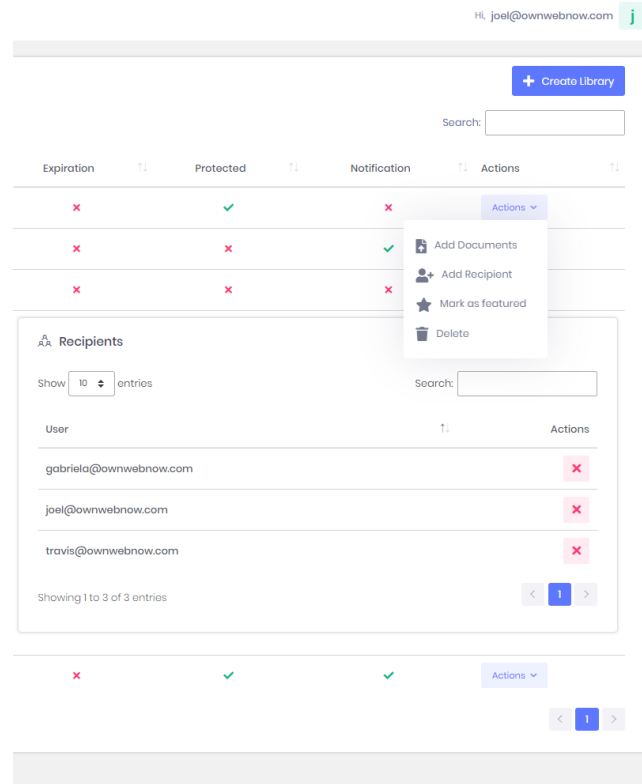 Hi, joel@ownwebnow.com j
Create Library
Search:
Expiration Protected Notification Actions
Actions
Add Documents
Add Recipient
Mark as featured
Delete
Recipients
Show 10 entries Search:
User Actions
gabriela@ownwebnow.com
joel@ownwebnow.com
travis@ownwebnow.com
Showing 1 to 3 of 3 entries 1
Actions
1